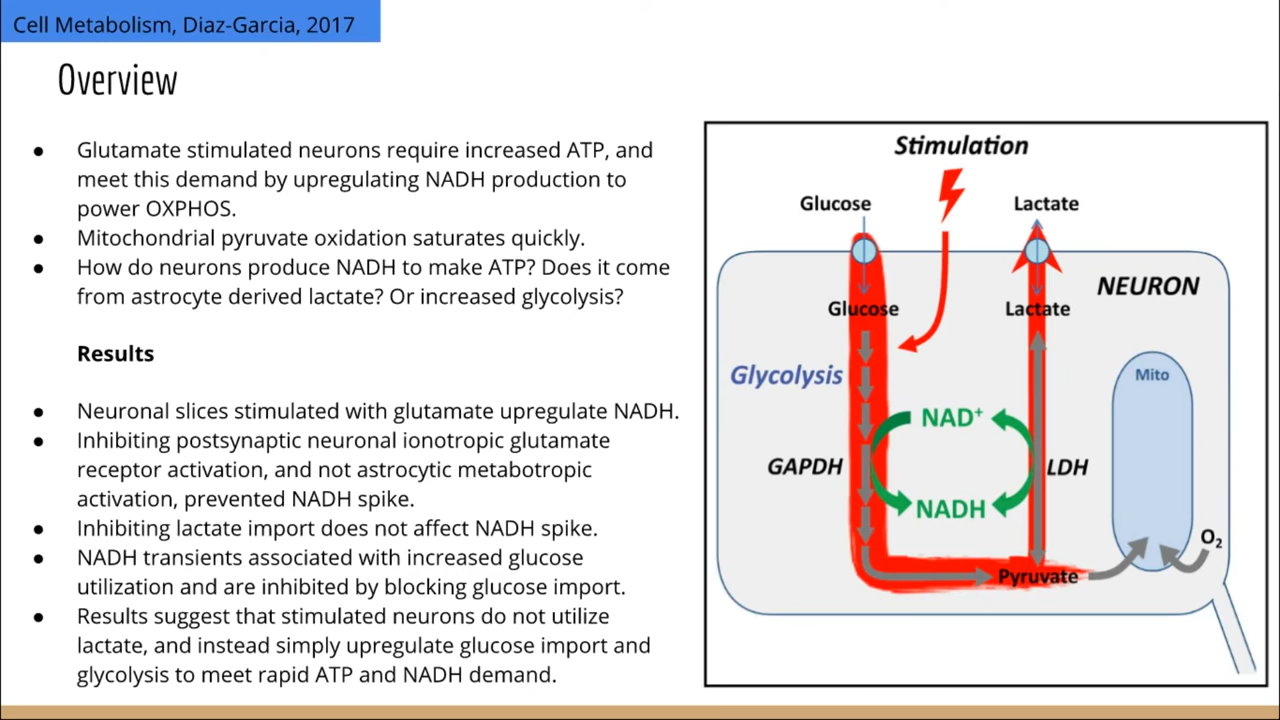 Cell Metabolism, Diaz-Garcia, 2017
Overview
● Glutamate stimulated neurons require increased ATP, and
meet this demand by upregulating NADH production to
power OXPHOS.
● Mitochondrial pyruvate oxidation saturates quickly.
● How do neurons produce NADH to make ATP? Does it come
from astrocyte derived lactate? Or increased glycolysis?
Results
● Neuronal slices stimulated with glutamate upregulate NADH.
● Inhibiting postsynaptic neuronal ionotropic glutamate
receptor activation, and not astrocytic metabotropic
activation, prevented NADH spike.
● Inhibiting lactate import does not affect NADH spike.
● NADH transients associated with increased glucose
utilization and are inhibited by blocking glucose import.
● Results suggest that stimulated neurons do not utilize
lactate, and instead simply upregulate glucose import and
glycolysis to meet rapid ATP and NADH demand.
Stimulation
Glucose
Lactate
NEURON
Glucose
Lactate
Glycolysis
Mito
NAD+
GAPDH
LDH
NADH
O2
Pyruvate